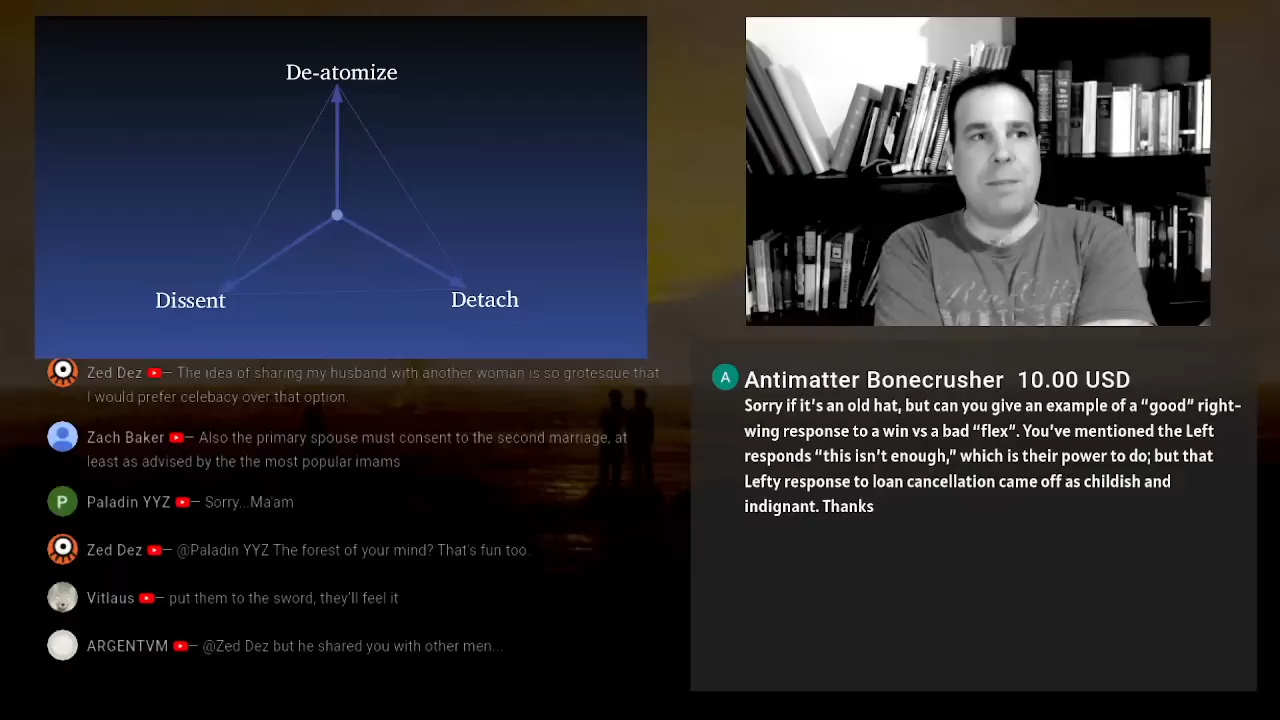 De-atomize
Dissent
Detach
Zed Dez — The idea of sharing my husband with another woman is so grotesque that
I would prefer celebacy over that option.
Zach Baker — Also the primary spouse must consent to the second marriage, at
least as advised by the the most popular imams
P
Paladin YYZ — Sorry...Ma'am
Zed Dez — @Paladin YYZ The forest of your mind? That's fun too.
Vitlaus — put them to the sword, they'll feel it
ARGENTVM — @Zed Dez but he shared you with other men...
A
Antimatter Bonecrusher 10.00 USD
Sorry if it's an old hat, but can you give an example of a “good” right-
wing response to a win vs a bad “flex”. You've mentioned the Left
responds “this isn't enough,” which is their power to do; but that
Lefty response to loan cancellation came off as childish and
indignant. Thanks